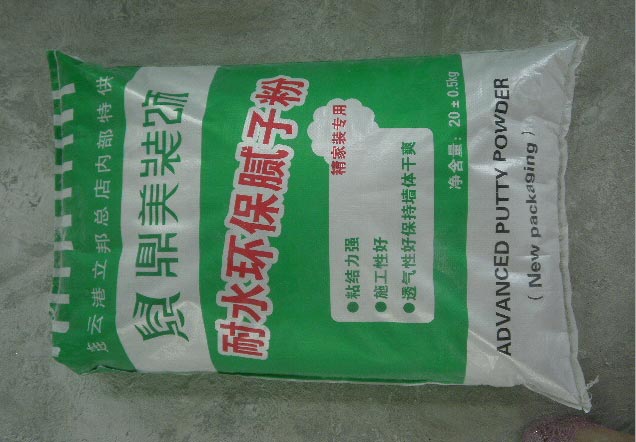 云港立邦总店内部特供
鼎美装饰
耐水环保腻子粉
精家装专用
●粘结力强
●施工性好
●透气性好保持墙体干爽
净含量：20±0.5kg
ADVANCED PUTTY POWDER
( New packaging )